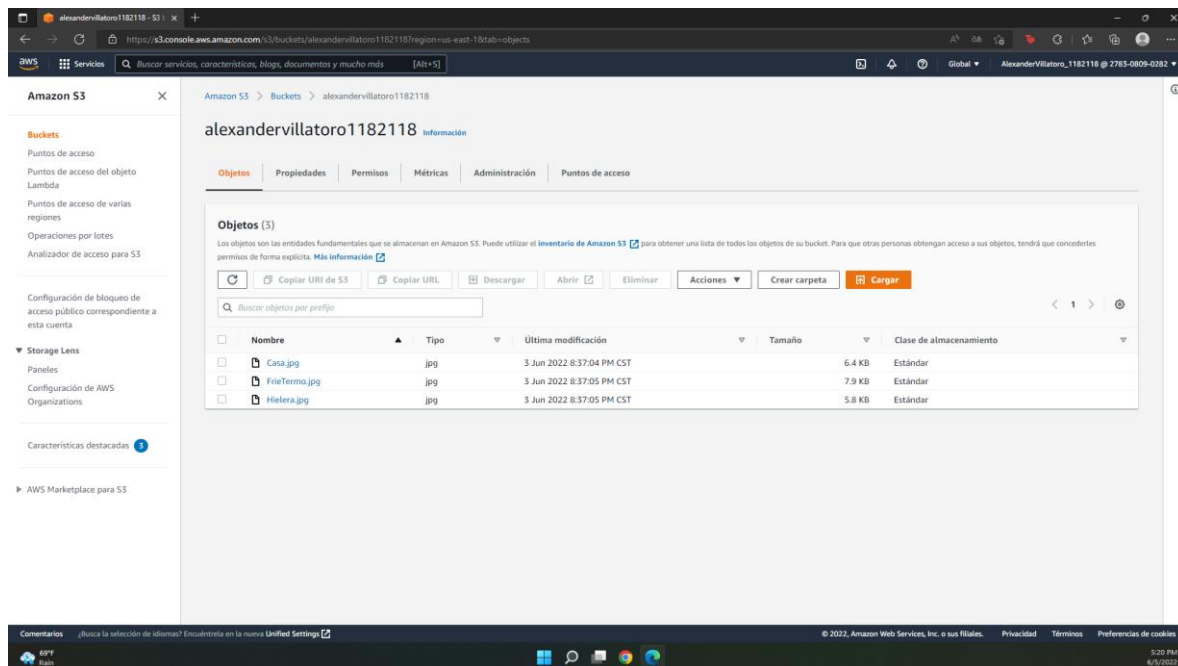 alexandervillatoro1182118 - S3 
https://s3.console.aws.amazon.com/s3/buckets/alexandervillatoro1182118?region=us-east-1&tab=objects
aws Servicios Buscar servicios, características, blogs, documentos y mucho más [Alt+S] Global AlexanderVillatoro_1182118 @ 2783-0809-0282
Amazon S3
Buckets
Puntos de acceso
Puntos de acceso del objeto
Lambda
Puntos de acceso de varias
regiones
Operaciones por lotes
Analizador de acceso para S3
Configuración de bloqueo de
acceso público correspondiente a
esta cuenta
Storage Lens
Paneles
Configuración de AWS
Organizations
Características destacadas 3
AWS Marketplace para S3
Amazon S3 > Buckets > alexandervillatoro1182118
alexandervillatoro1182118 Información
Objetos Propiedades Permisos Métricas Administración Puntos de acceso
Objetos (3)
Los objetos son las entidades fundamentales que se almacenan en Amazon S3. Puede utilizar el inventario de Amazon S3 para obtener una lista de todos los objetos de su bucket. Para que otras personas obtengan acceso a sus objetos, tendrá que concederles
permisos de forma explícita. Más información
Copiar URI de S3 Copiar URL Descargar Abrir Eliminar Acciones Crear carpeta Cargar
Buscar objetos por prefijo
< 1 >
Nombre Tipo Última modificación Tamaño Clase de almacenamiento
Casa.jpg jpg 3 Jun 2022 8:37:04 PM CST 6.4 KB Estándar
FrieTermo.jpg jpg 3 Jun 2022 8:37:05 PM CST 7.9 KB Estándar
Hielera.jpg jpg 3 Jun 2022 8:37:05 PM CST 5.8 KB Estándar
Comentarios ¿Busca la selección de idiomas? Encuéntrela en la nueva Unified Settings © 2022, Amazon Web Services, Inc. o sus filiales. Privacidad Términos Preferencias de cookies
69°F
Rain
5:20 PM
6/5/2022